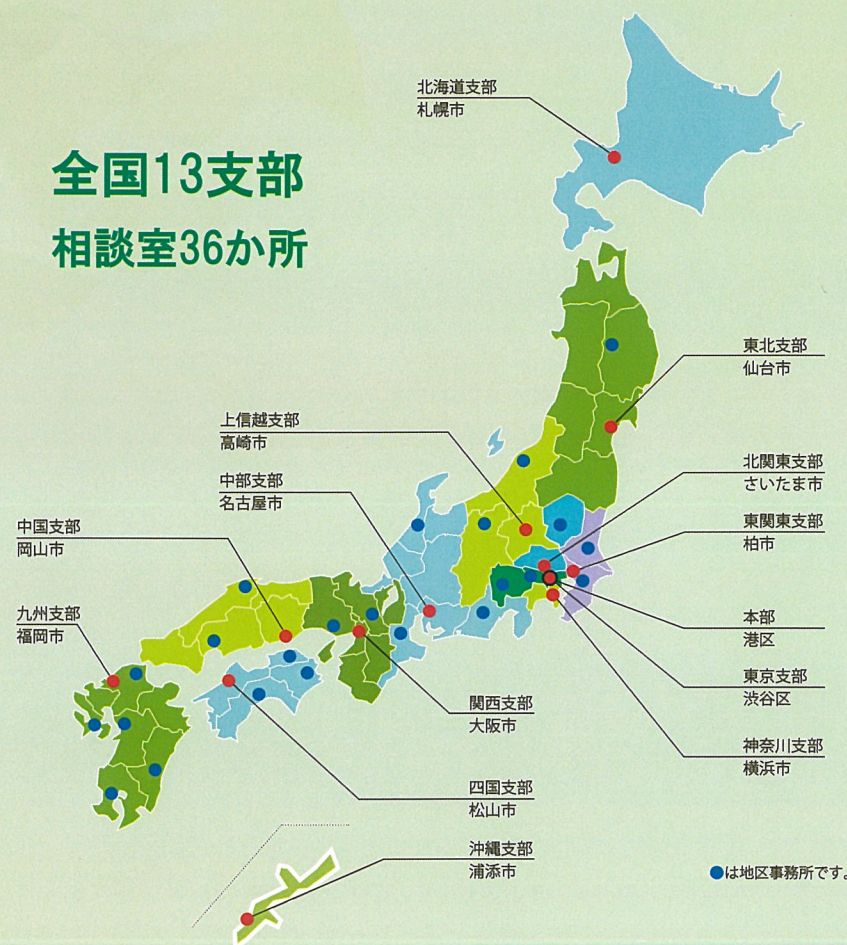 全国13支部
相談室36か所
北海道支部
札幌市
東北支部
仙台市
上信越支部
高崎市
北関東支部
さいたま市
中部支部
名古屋市
東関東支部
柏市
中国支部
岡山市
九州支部
福岡市
本部
港区
東京支部
渋谷区
関西支部
大阪市
神奈川支部
横浜市
四国支部
松山市
沖縄支部
浦添市
●は地区事務所です。